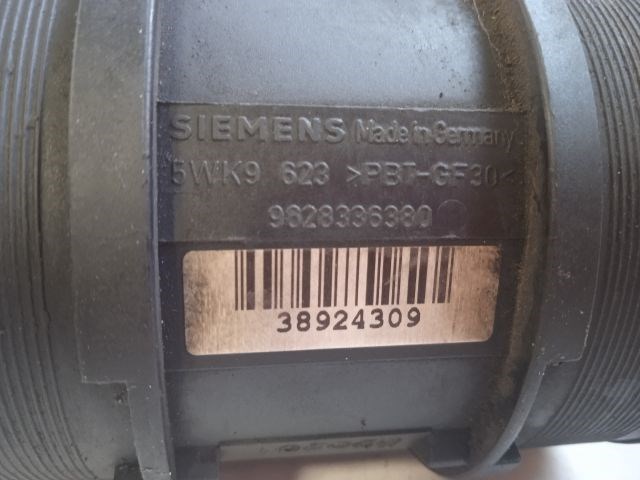 SIEMENS Made in Germany
5WK9 623 >PBT-GF30<
9628336380
38924309